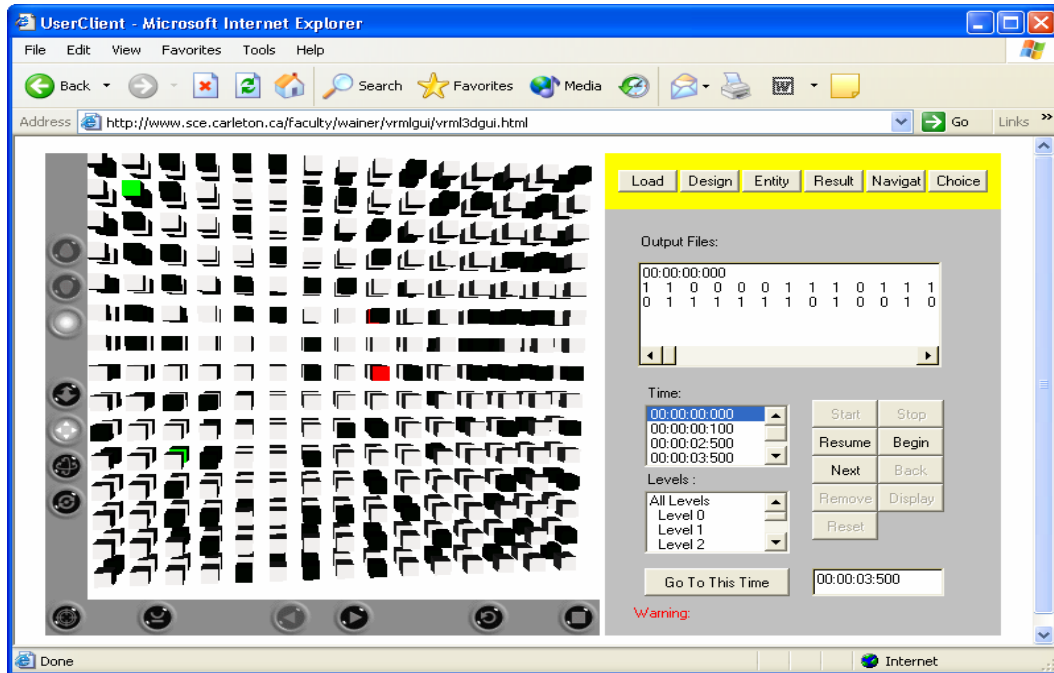 UserClient - Microsoft Internet Explorer
File Edit View Favorites Tools Help
Back Search Favorites Media W
Address http://www.sce.carleton.ca/faculty/wainer/vrmlgui/vrml3dgui.html Go Links »
Load Design Entity Result Navigat Choice
Output Files:
00:00:00:000
1 1 0 0 0 0 1 1 1 0 1 1 1
0 1 1 1 1 1 1 0 1 0 0 1 0
Time:
00:00:00:000
00:00:00:100
00:00:02:500
00:00:03:500
Start Stop
Resume Begin
Next Back
Remove Display
Reset
Levels :
All Levels
Level 0
Level 1
Level 2
Go To This Time 00:00:03:500
Warning:
Done Internet